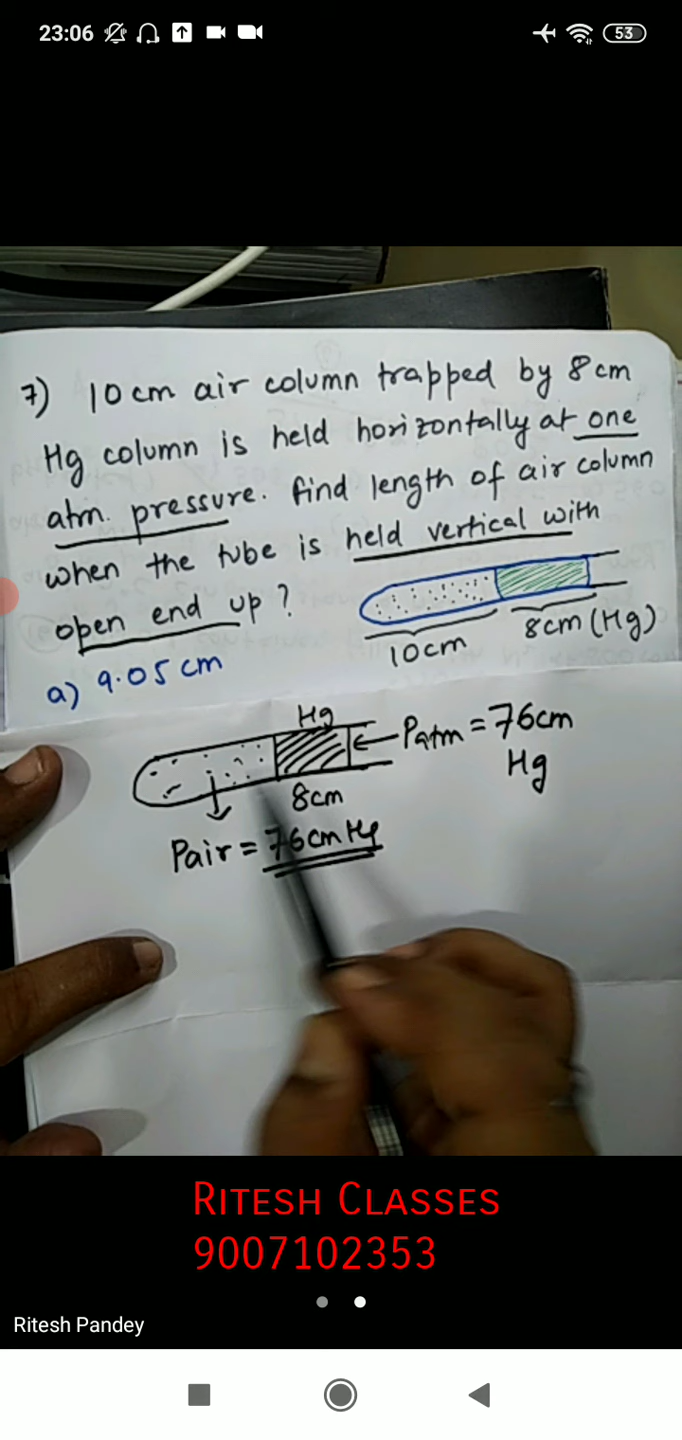 23:06
53
7) 10 cm air column trapped by 8 cm
Hg column is held horizontally at one
atm. pressure. find length of air column
when the tube is held vertical with
open end up?
10cm
8cm (Hg)
a) 9.05 cm
Hg
Patm = 76cm
Hg
8cm
Pair = 76cm Hg
RITESH CLASSES
9007102353
Ritesh Pandey